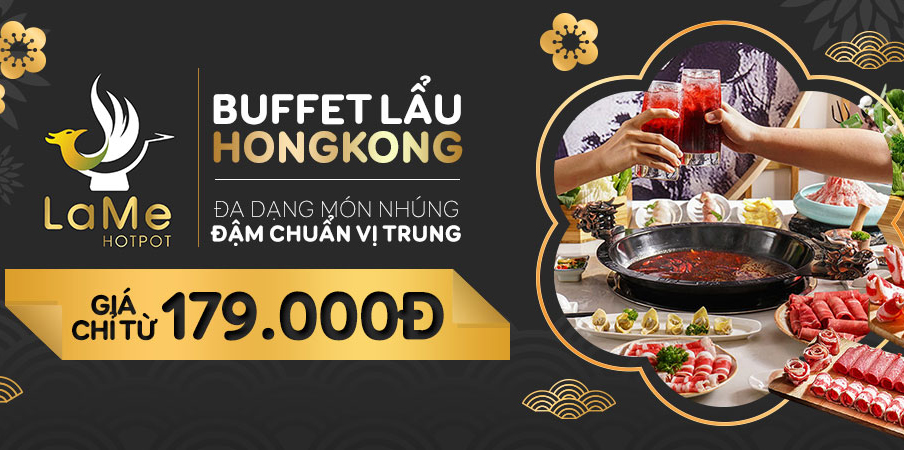 LaMe
HOTPOT
BUFFET LẨU
HONGKONG
ĐA DẠNG MÓN NHÚNG
ĐẬM CHUẨN VỊ TRUNG
GIÁ
CHỈ TỪ
179.000Đ